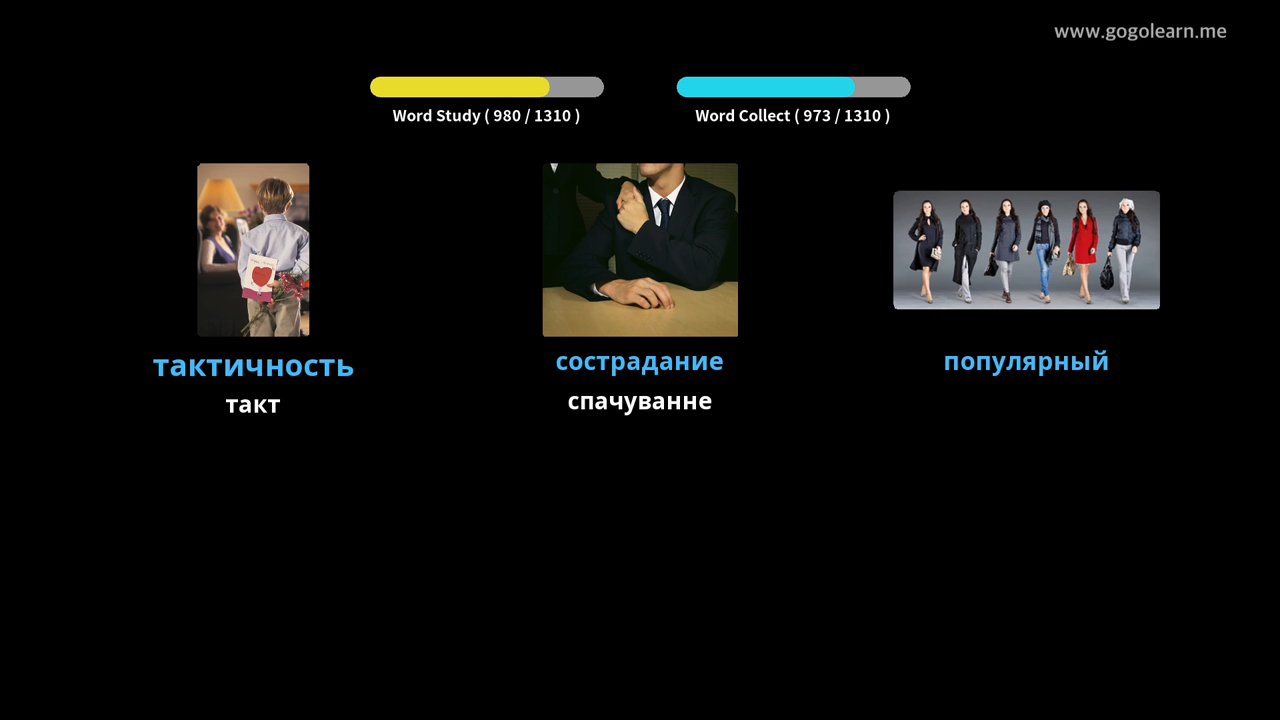 www.gogolearn.me
Word Study ( 980 / 1310 )
Word Collect ( 973 / 1310 )
тактичность
такт
сострадание
спачуванне
популярный